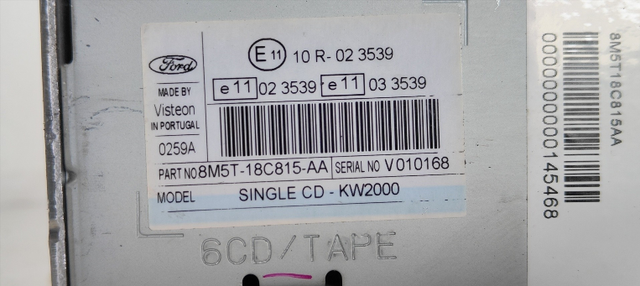 Ford
E 11 10 R- 02 3539
MADE BY
Visteon
IN PORTUGAL
e 11 02 3539 e 11 03 3539
0259A
PART NO 8M5T-18C815-AA SERIAL NO V010168
MODEL SINGLE CD - KW2000
6CD/TAPE
8M5T18C815AA
0000000000145468